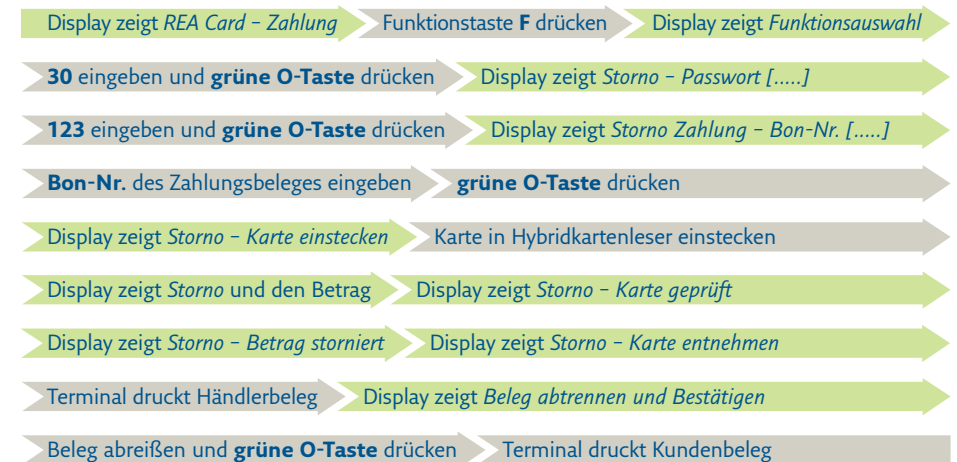 Display zeigt REA Card – Zahlung Funktionstaste F drücken Display zeigt Funktionsauswahl
30 eingeben und grüne O-Taste drücken Display zeigt Storno – Passwort [.....]
123 eingeben und grüne O-Taste drücken Display zeigt Storno Zahlung – Bon-Nr. [.....]
Bon-Nr. des Zahlungsbeleges eingeben grüne O-Taste drücken
Display zeigt Storno – Karte einstecken Karte in Hybridkartenleser einstecken
Display zeigt Storno und den Betrag Display zeigt Storno – Karte geprüft
Display zeigt Storno – Betrag storniert Display zeigt Storno – Karte entnehmen
Terminal druckt Händlerbeleg Display zeigt Beleg abtrennen und Bestätigen
Beleg abreißen und grüne O-Taste drücken Terminal druckt Kundenbeleg